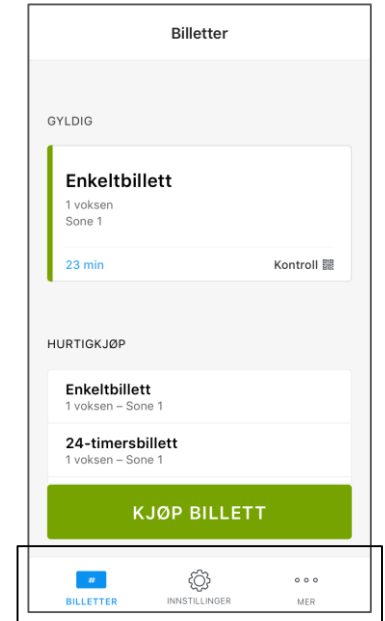 Billetter
GYLDIG
Enkeltbillett
1 voksen
Sone 1
23 min Kontroll
HURTIGKJØP
Enkeltbillett
1 voksen – Sone 1
24-timersbillett
1 voksen – Sone 1
KJØP BILLETT
#
BILLETTER INNSTILLINGER MER